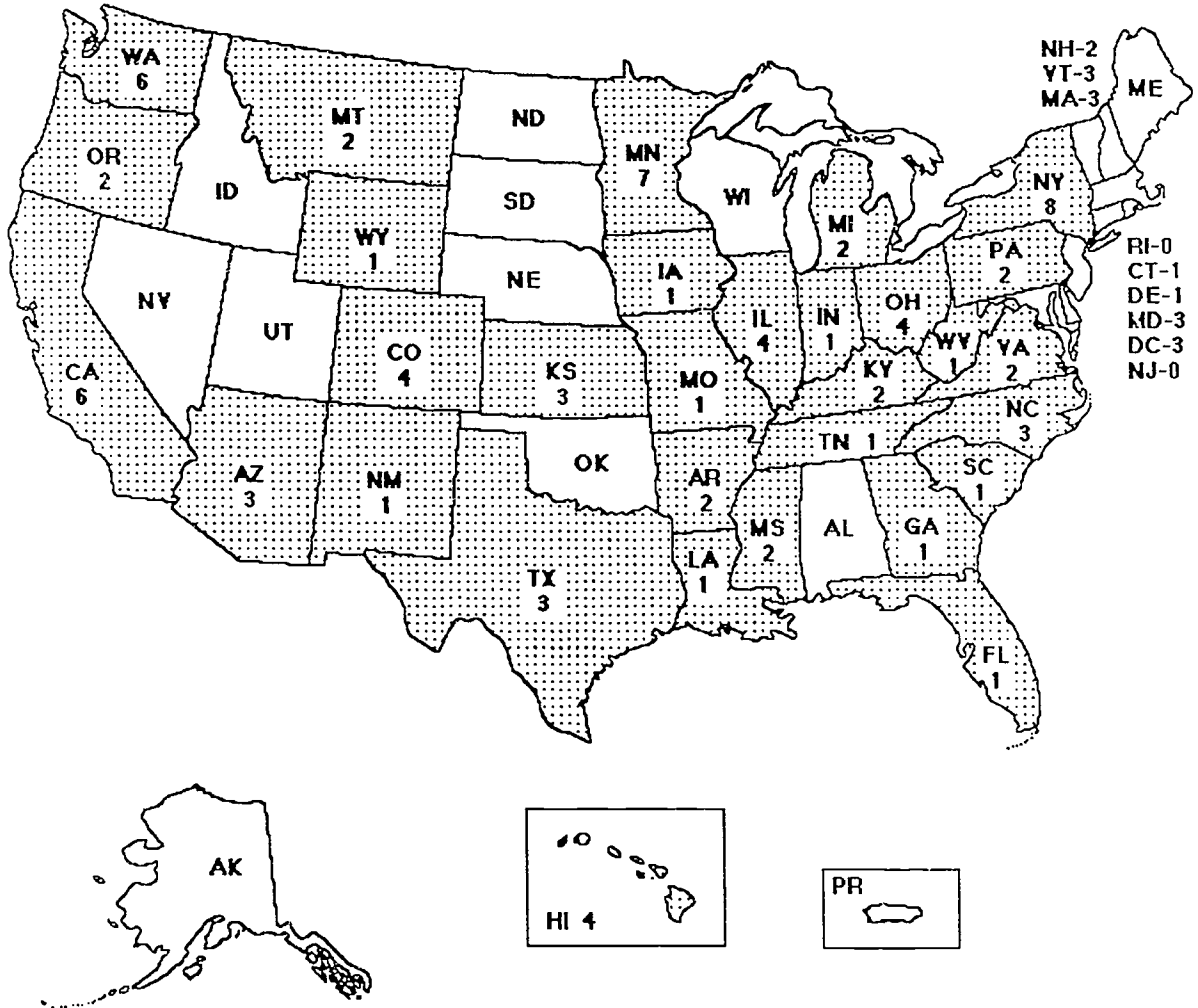 NH-2
VT-3
MA-3
ME
WA
6
MT
2
ND
MN
7
OR
2
ID
SD
WI
NY
8
MI
2
WY
1
PA
2
RI-0
CT-1
DE-1
MD-3
DC-3
NJ-0
NE
IA
1
NV
UT
IL
4
IN
1
OH
4
WV
1
VA
2
CO
4
CA
6
KS
3
MO
1
KY
2
NC
3
TN 1
OK
AZ
3
NM
1
AR
2
SC
1
MS
2
AL
GA
1
LA
1
TX
3
FL
1
AK
HI 4
PR